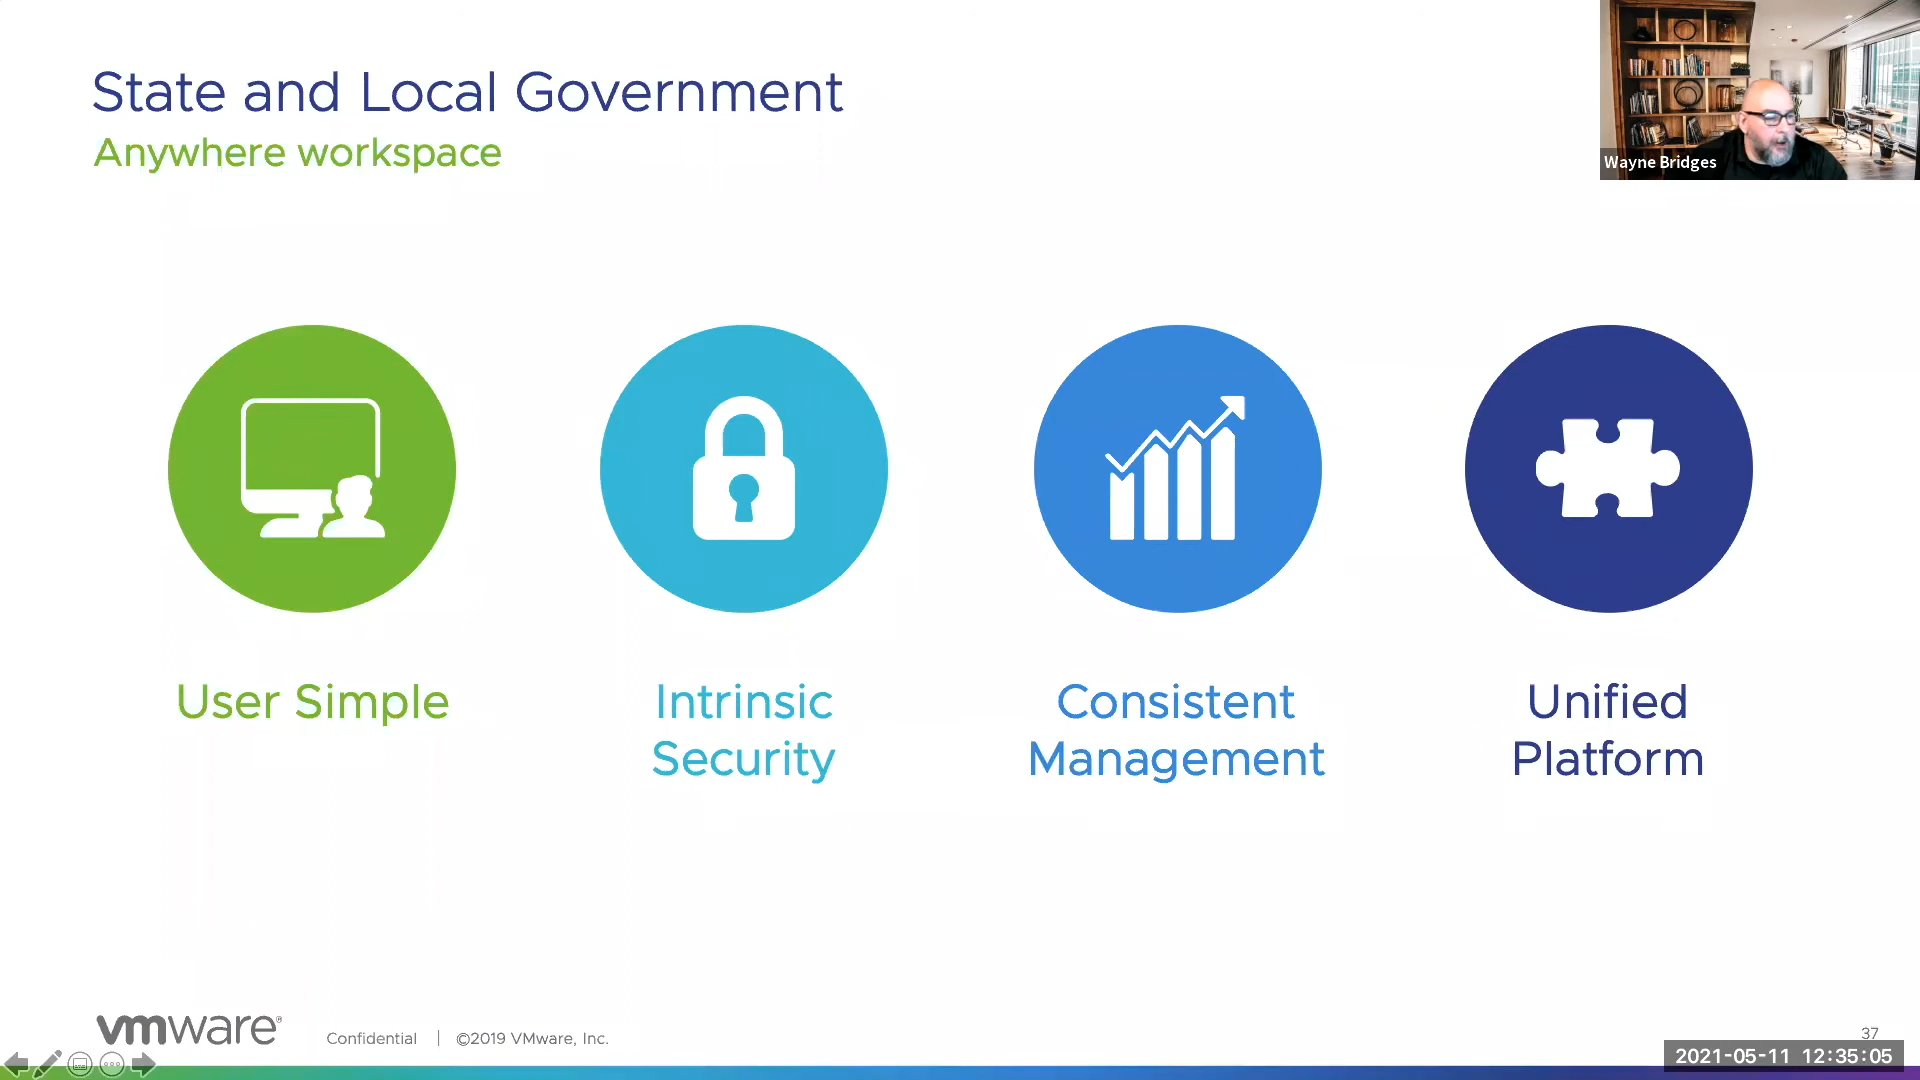 State and Local Government
Anywhere workspace
Wayne Bridges
User Simple
Intrinsic
Security
Consistent
Management
Unified
Platform
vmware®
Confidential | ©2019 VMware, Inc.
37
2021-05-11 12:35:05